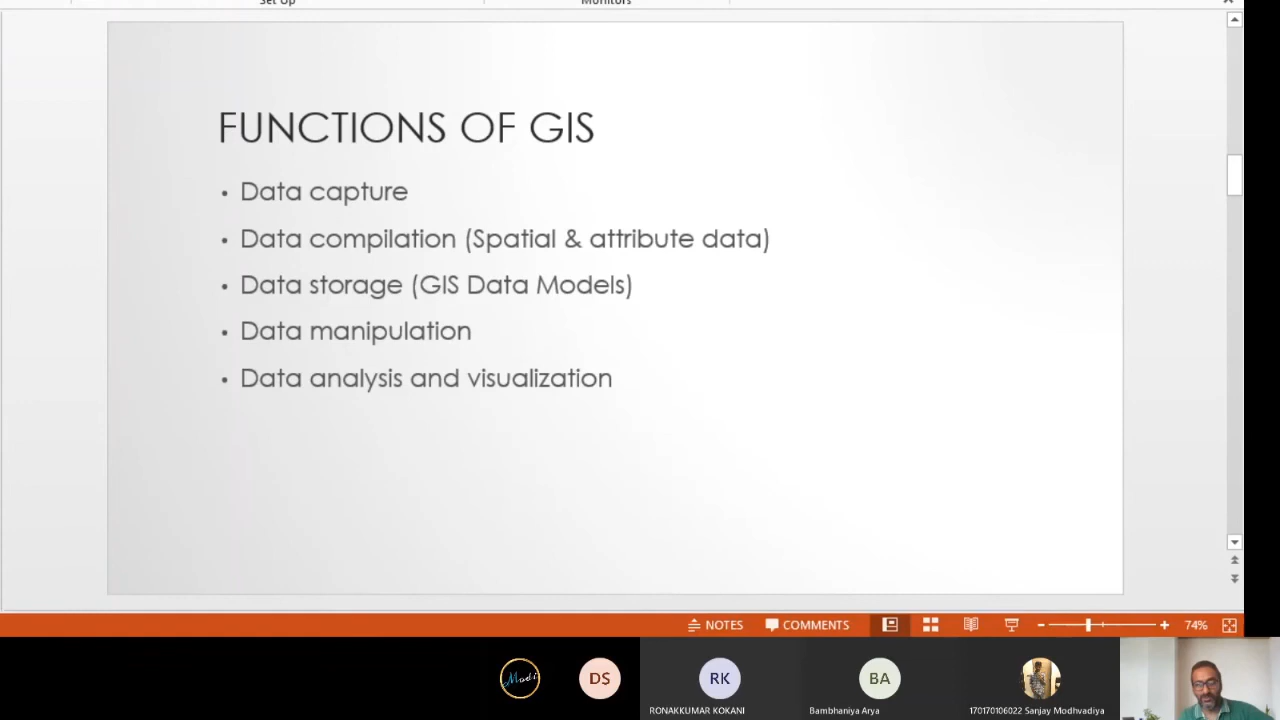 Set Up
Monitors
FUNCTIONS OF GIS
• Data capture
• Data compilation (Spatial & attribute data)
• Data storage (GIS Data Models)
• Data manipulation
• Data analysis and visualization
NOTES
COMMENTS
74%
Modi
DS
RK
BA
RONAKKUMAR KOKANI
Bambhaniya Arya
170170106022 Sanjay Modhvadiya